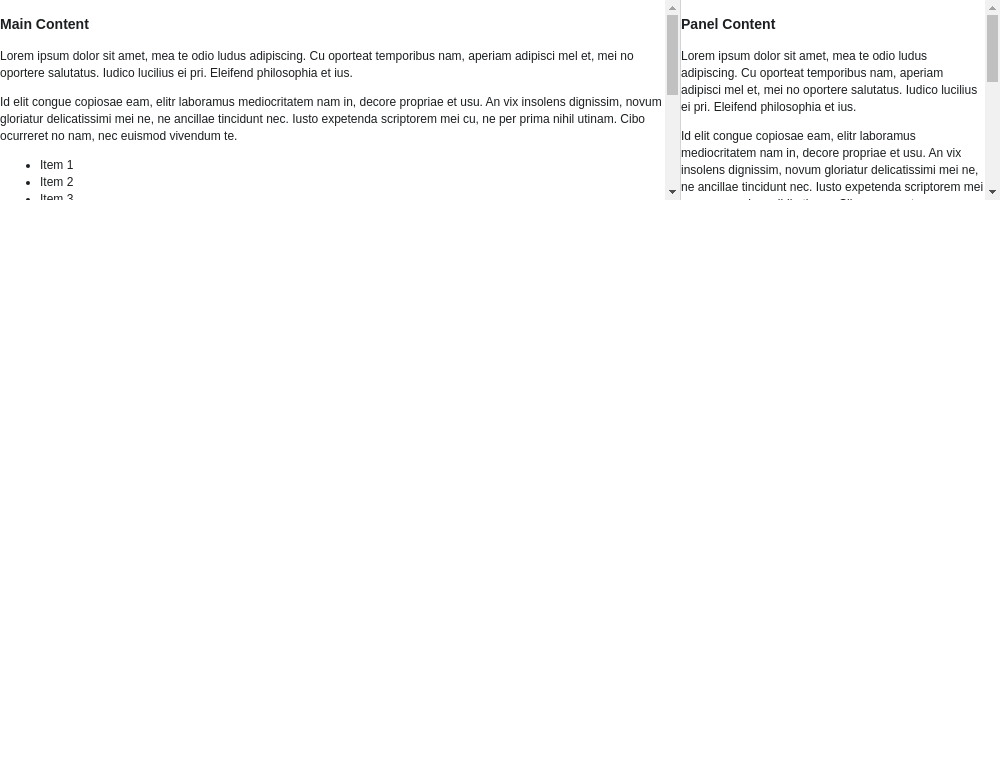 Main Content
Lorem ipsum dolor sit amet, mea te odio ludus adipiscing. Cu oporteat temporibus nam, aperiam adipisci mel et, mei no
oportere salutatus. Iudico lucilius ei pri. Eleifend philosophia et ius.
Id elit congue copiosae eam, elitr laboramus mediocritatem nam in, decore propriae et usu. An vix insolens dignissim, novum
gloriatur delicatissimi mei ne, ne ancillae tincidunt nec. Iusto expetenda scriptorem mei cu, ne per prima nihil utinam. Cibo
ocurreret no nam, nec euismod vivendum te.
• Item 1
• Item 2
• Item 3
Panel Content
Lorem ipsum dolor sit amet, mea te odio ludus
adipiscing. Cu oporteat temporibus nam, aperiam
adipisci mel et, mei no oportere salutatus. Iudico lucilius
ei pri. Eleifend philosophia et ius.
Id elit congue copiosae eam, elitr laboramus
mediocritatem nam in, decore propriae et usu. An vix
insolens dignissim, novum gloriatur delicatissimi mei ne,
ne ancillae tincidunt nec. Iusto expetenda scriptorem mei